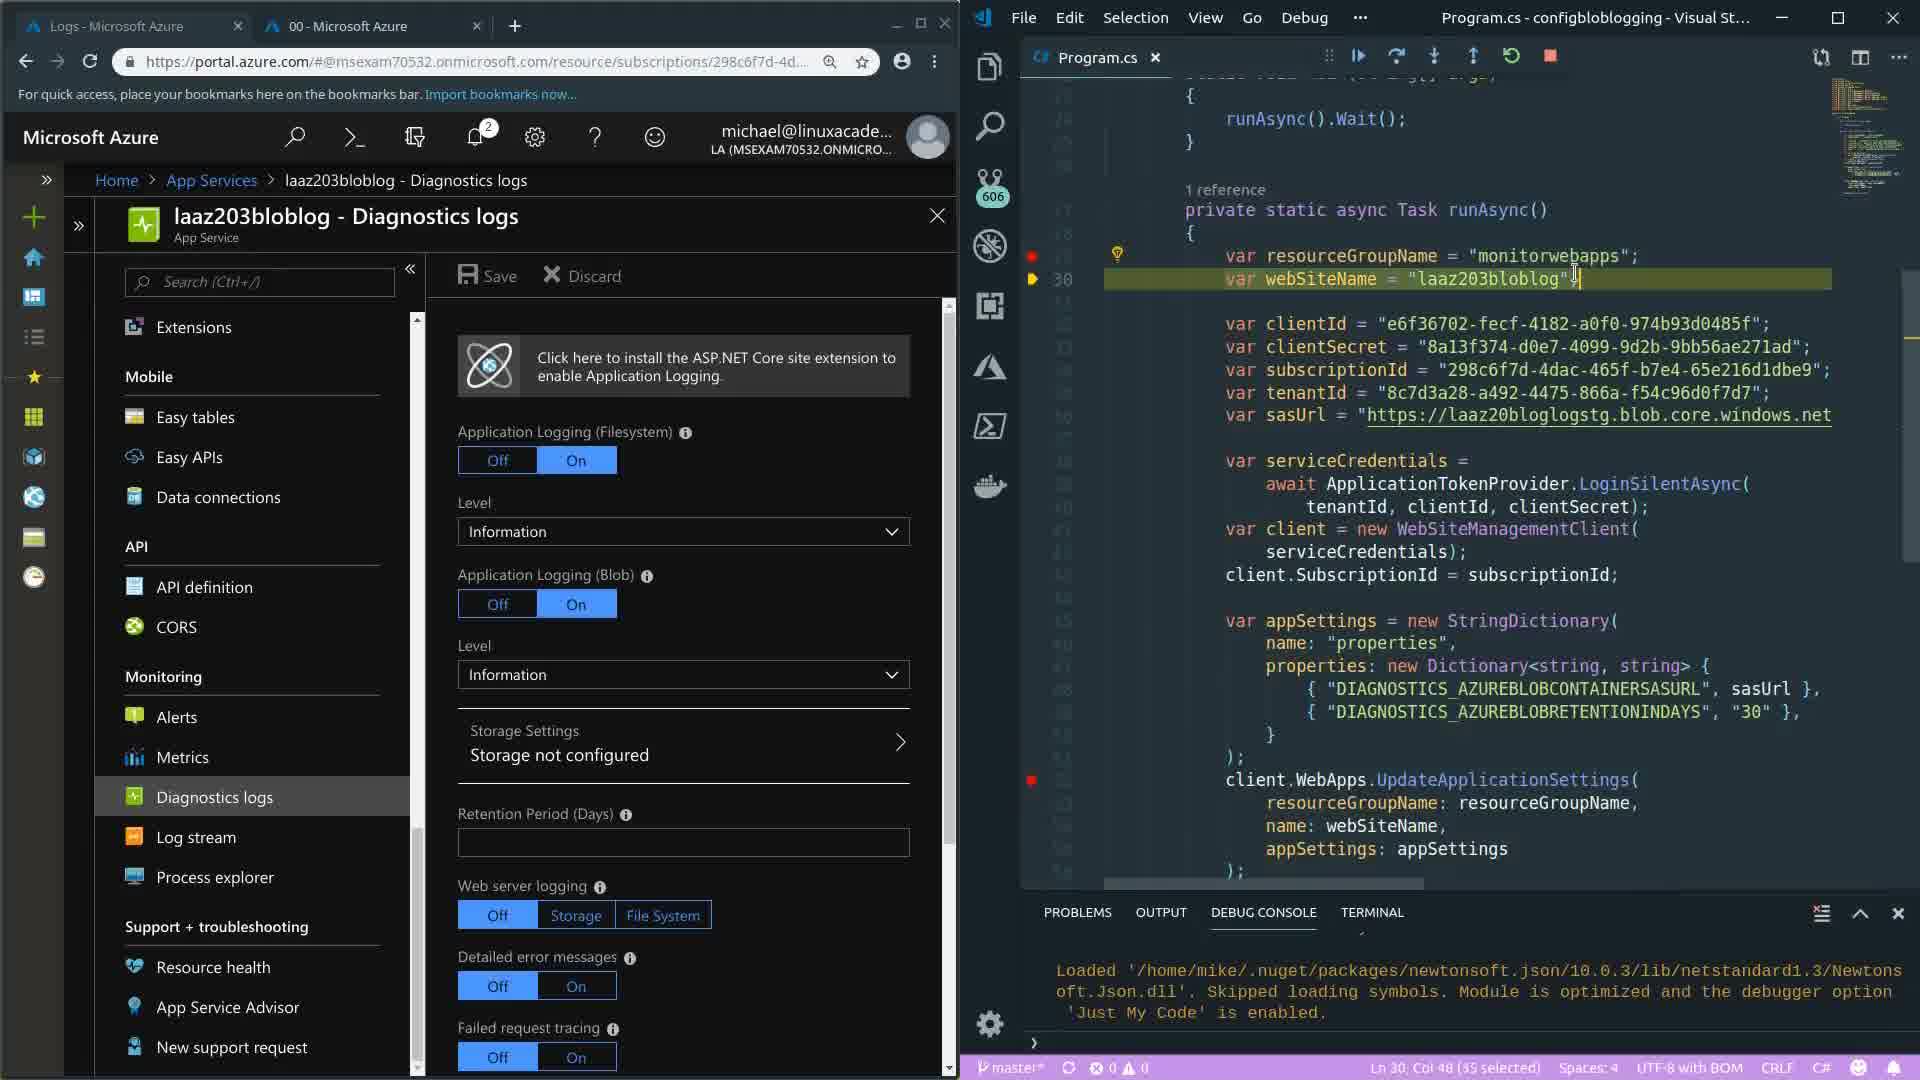 Logs - Microsoft Azure
00 - Microsoft Azure
https://portal.azure.com/#@msexam70532.onmicrosoft.com/resource/subscriptions/298c6f7d-4d...
For quick access, place your bookmarks here on the bookmarks bar. Import bookmarks now...
Microsoft Azure
2
michael@linuxacade...
LA (MSEXAM70532.ONMICRO...
Home > App Services > laaz203bloblog - Diagnostics logs
laaz203bloblog - Diagnostics logs
App Service
Search (Ctrl+/)
Extensions
Mobile
Easy tables
Easy APIs
Data connections
API
API definition
CORS
Monitoring
Alerts
Metrics
Diagnostics logs
Log stream
Process explorer
Support + troubleshooting
Resource health
App Service Advisor
New support request
Save
Discard
Click here to install the ASP.NET Core site extension to
enable Application Logging.
Application Logging (Filesystem)
Off On
Level
Information
Application Logging (Blob)
Off On
Level
Information
Storage Settings
Storage not configured
Retention Period (Days)
Web server logging
Off Storage File System
Detailed error messages
Off On
Failed request tracing
Off On
File Edit Selection View Go Debug ···
Program.cs - configbloblogging - Visual St...
Program.cs
606
{
runAsync().Wait();
}
1 reference
private static async Task runAsync()
{
var resourceGroupName = "monitorwebapps";
30 var webSiteName = "laaz203bloblog";
var clientId = "e6f36702-fecf-4182-a0f0-974b93d0485f";
var clientSecret = "8a13f374-d0e7-4099-9d2b-9bb56ae271ad";
var subscriptionId = "298c6f7d-4dac-465f-b7e4-65e216d1dbe9";
var tenantId = "8c7d3a28-a492-4475-866a-f54c96d0f7d7";
var sasUrl = "https://laaz20bloglogstg.blob.core.windows.net
var serviceCredentials =
await ApplicationTokenProvider.LoginSilentAsync(
tenantId, clientId, clientSecret);
var client = new WebSiteManagementClient(
serviceCredentials);
client.SubscriptionId = subscriptionId;
var appSettings = new StringDictionary(
name: "properties",
properties: new Dictionary<string, string> {
{ "DIAGNOSTICS_AZUREBLOBCONTAINERSASURL", sasUrl },
{ "DIAGNOSTICS_AZUREBLOBRETENTIONINDAYS", "30" },
}
);
client.WebApps.UpdateApplicationSettings(
resourceGroupName: resourceGroupName,
name: webSiteName,
appSettings: appSettings
);
PROBLEMS OUTPUT DEBUG CONSOLE TERMINAL
Loaded '/home/mike/.nuget/packages/newtonsoft.json/10.0.3/lib/netstandard1.3/Newtons
oft.Json.dll'. Skipped loading symbols. Module is optimized and the debugger option
'Just My Code' is enabled.
master* 0 0 Ln 30, Col 48 (35 selected) Spaces: 4 UTF-8 with BOM CRLF C#